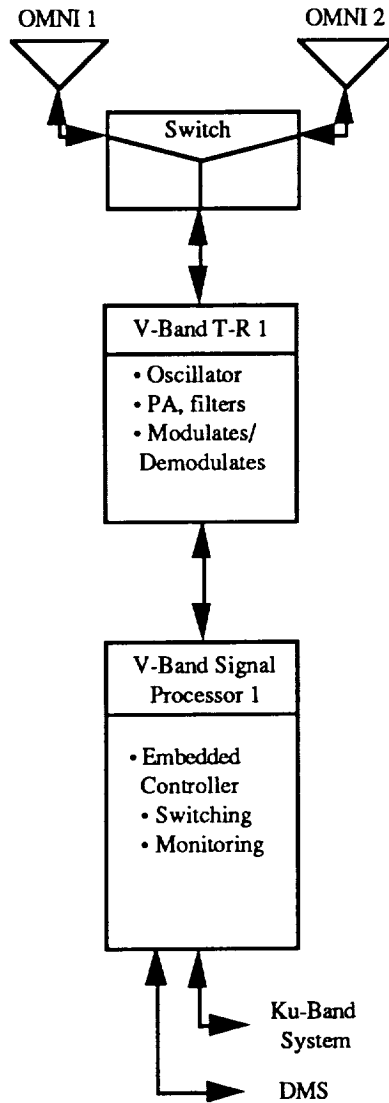 OMNI 1
OMNI 2
Switch
V-Band T-R 1
• Oscillator
• PA, filters
• Modulates/
Demodulates
V-Band Signal
Processor 1
• Embedded
Controller
• Switching
• Monitoring
Ku-Band
System
DMS